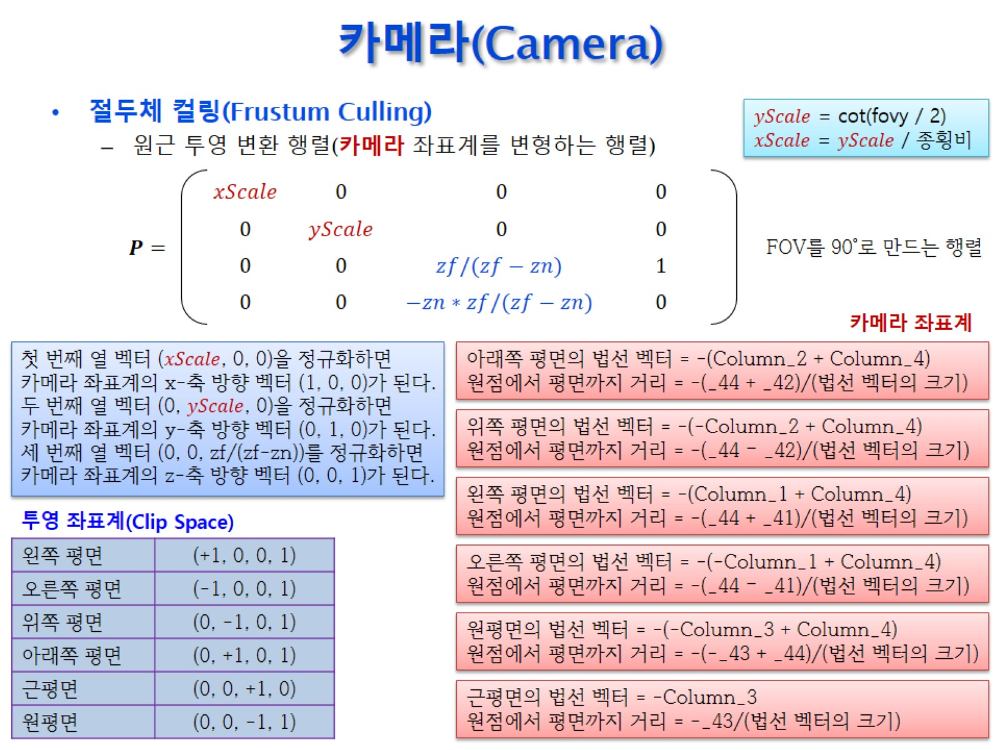 카메라(Camera)
• 절두체 컬링(Frustum Culling)
– 원근 투영 변환 행렬(카메라 좌표계를 변형하는 행렬)
yScale = cot(fovy / 2)
xScale = yScale / 종횡비
P =
xScale 0 0 0
0 yScale 0 0
0 0 zf/(zf − zn) 1
0 0 −zn ∗ zf/(zf − zn) 0
FOV를 90°로 만드는 행렬
첫 번째 열 벡터 (xScale, 0, 0)을 정규화하면
카메라 좌표계의 x-축 방향 벡터 (1, 0, 0)가 된다.
두 번째 열 벡터 (0, yScale, 0)을 정규화하면
카메라 좌표계의 y-축 방향 벡터 (0, 1, 0)가 된다.
세 번째 열 벡터 (0, 0, zf/(zf-zn))를 정규화하면
카메라 좌표계의 z-축 방향 벡터 (0, 0, 1)가 된다.
투영 좌표계(Clip Space)
왼쪽 평면 (+1, 0, 0, 1)
오른쪽 평면 (-1, 0, 0, 1)
위쪽 평면 (0, -1, 0, 1)
아래쪽 평면 (0, +1, 0, 1)
근평면 (0, 0, +1, 0)
원평면 (0, 0, -1, 1)
카메라 좌표계
아래쪽 평면의 법선 벡터 = -(Column_2 + Column_4)
원점에서 평면까지 거리 = -(_44 + _42)/(법선 벡터의 크기)
위쪽 평면의 법선 벡터 = -(-Column_2 + Column_4)
원점에서 평면까지 거리 = -(_44 - _42)/(법선 벡터의 크기)
왼쪽 평면의 법선 벡터 = -(Column_1 + Column_4)
원점에서 평면까지 거리 = -(_44 + _41)/(법선 벡터의 크기)
오른쪽 평면의 법선 벡터 = -(-Column_1 + Column_4)
원점에서 평면까지 거리 = -(_44 - _41)/(법선 벡터의 크기)
원평면의 법선 벡터 = -(-Column_3 + Column_4)
원점에서 평면까지 거리 = -(-_43 + _44)/(법선 벡터의 크기)
근평면의 법선 벡터 = -Column_3
원점에서 평면까지 거리 = -_43/(법선 벡터의 크기)